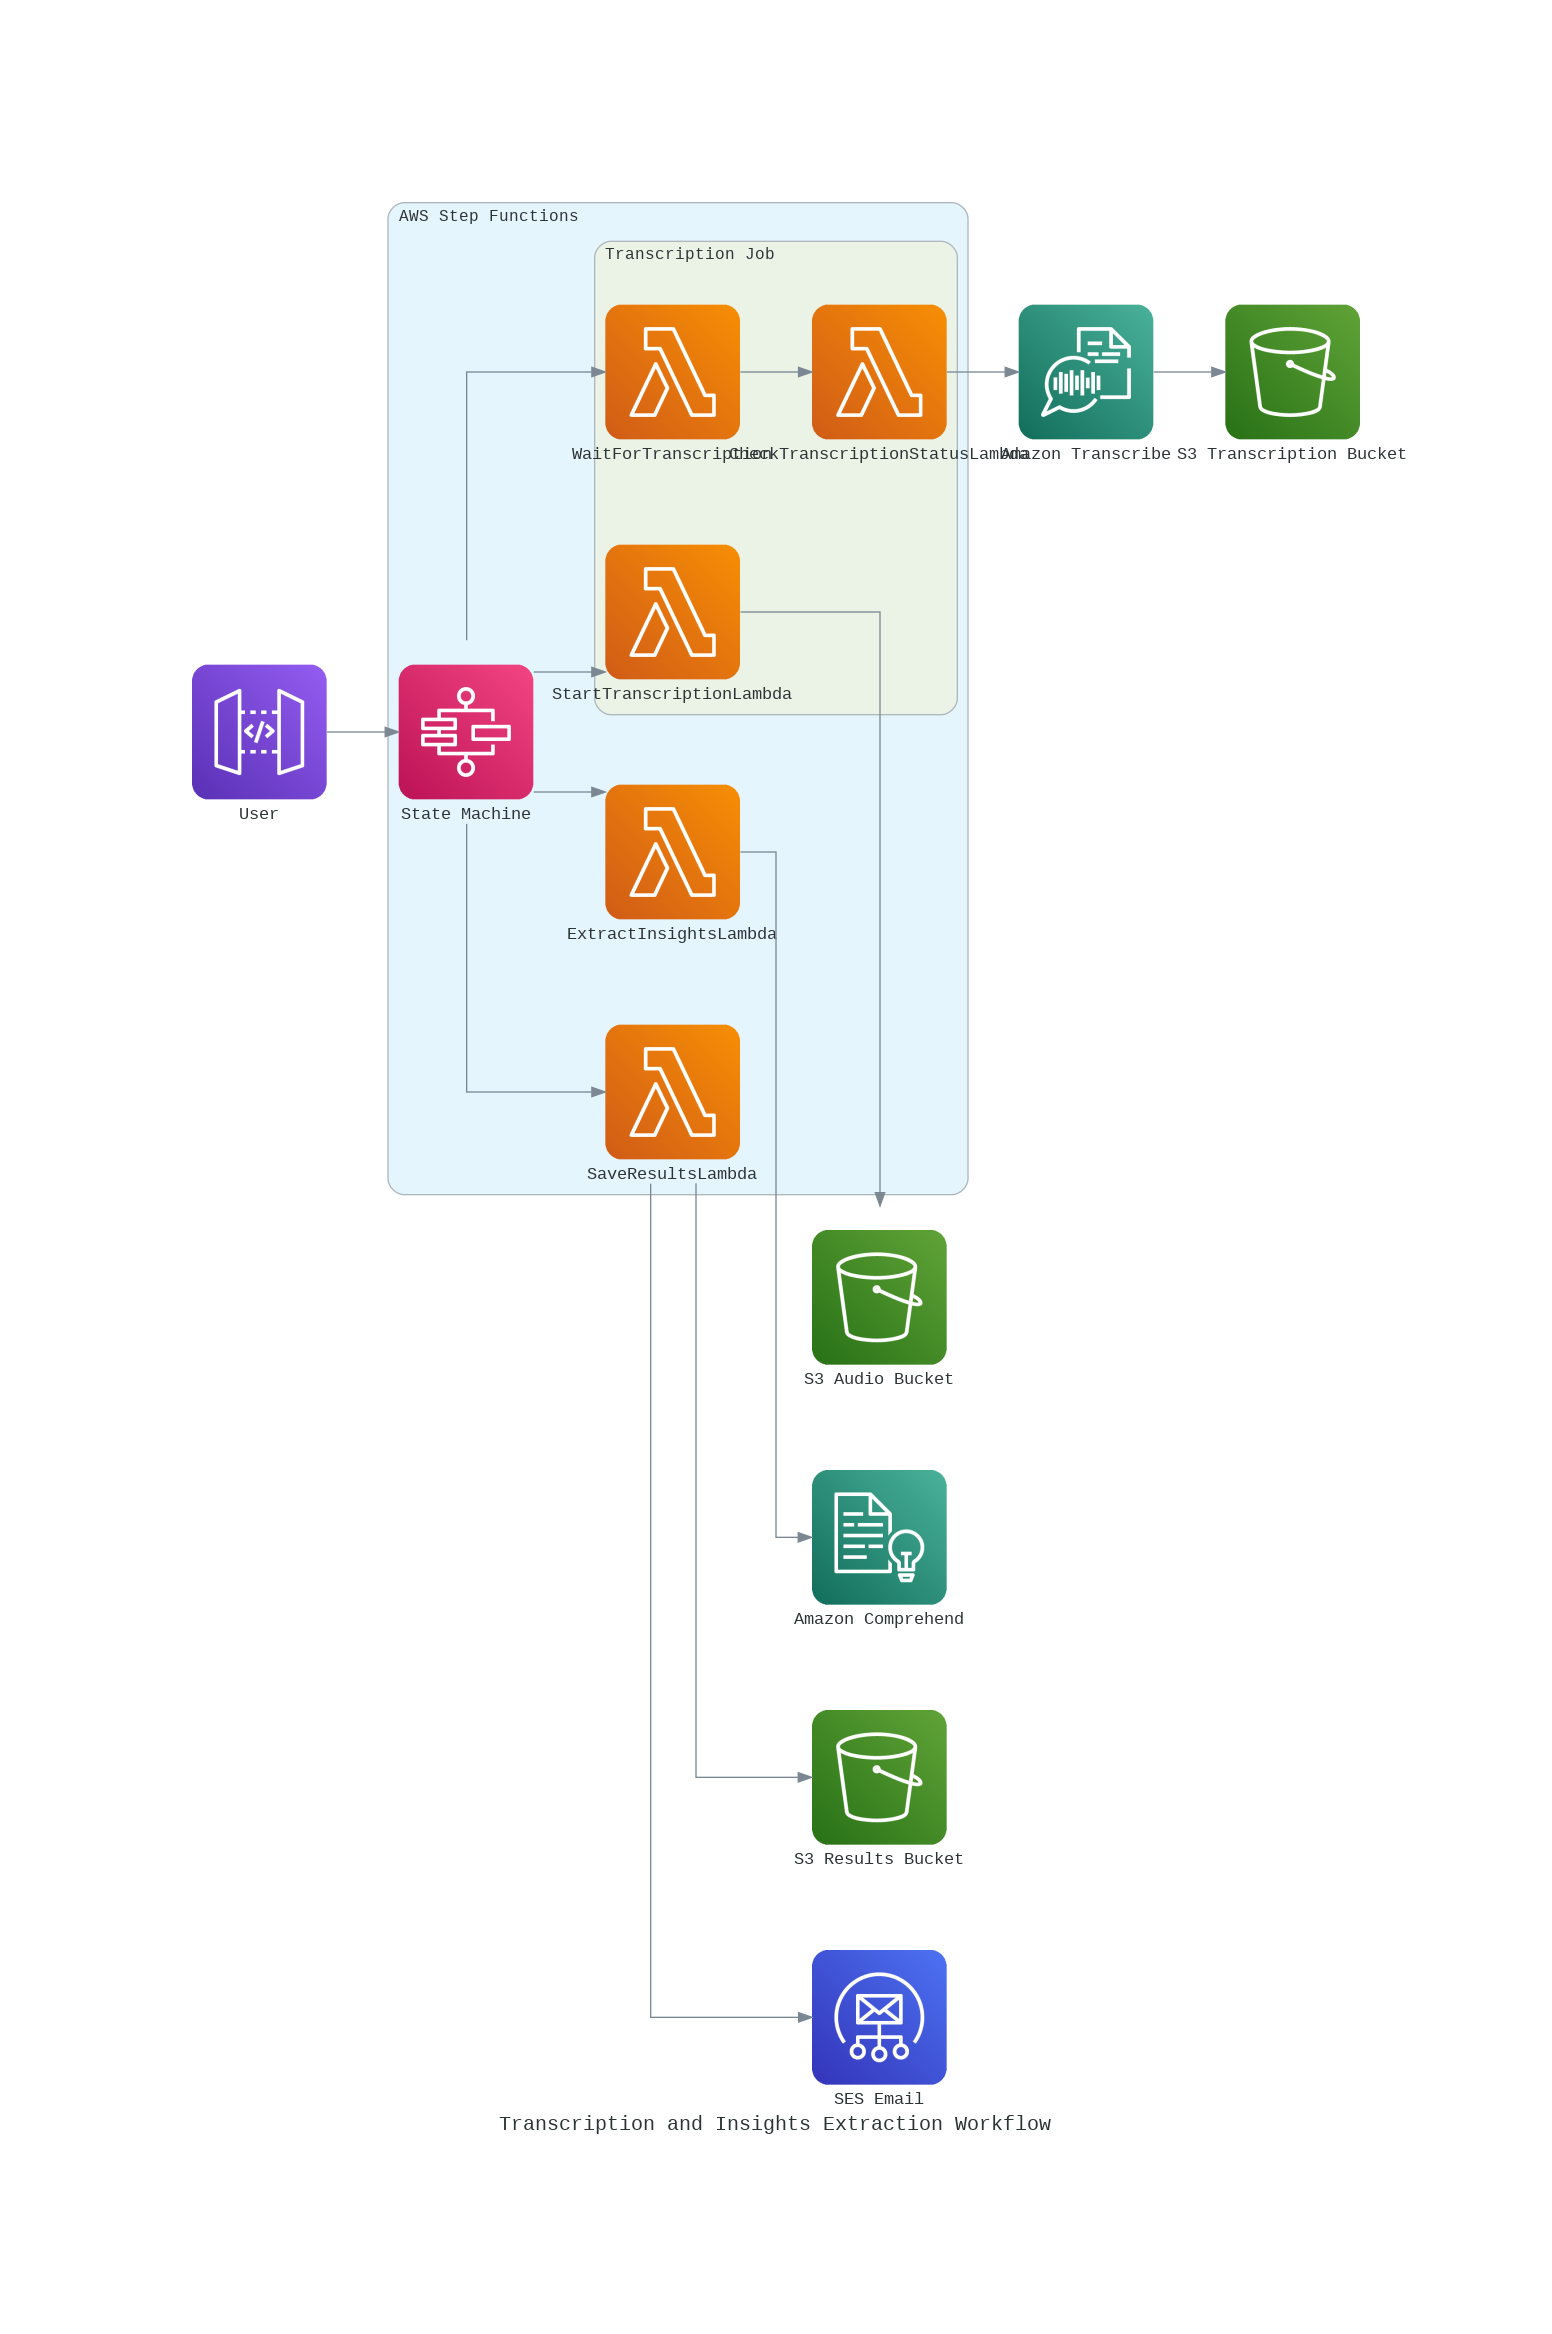 AWS Step Functions
Transcription Job
WaitForTranscription
CheckTranscriptionStatusLambda
Amazon Transcribe
S3 Transcription Bucket
StartTranscriptionLambda
User
State Machine
ExtractInsightsLambda
SaveResultsLambda
S3 Audio Bucket
Amazon Comprehend
S3 Results Bucket
SES Email
Transcription and Insights Extraction Workflow